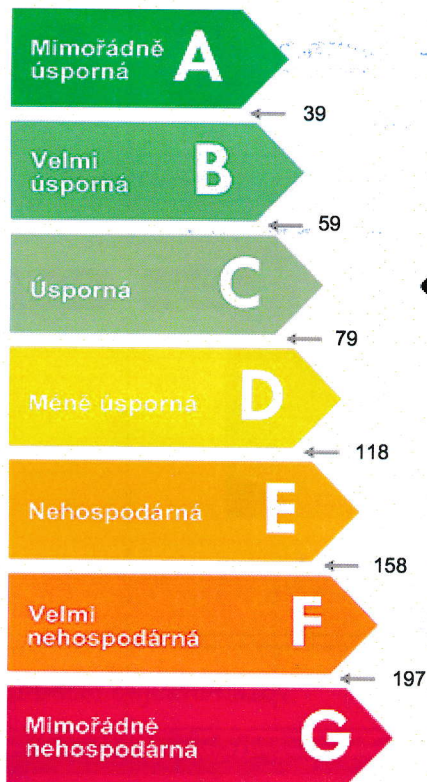 Mimořádně
úsporná
A
39
Velmi
úsporná
B
59
Úsporná
C
79
Méně úsporná
D
118
Nehospodárná
E
158
Velmi
nehospodárná
F
197
Mimořádně
nehospodárná
G